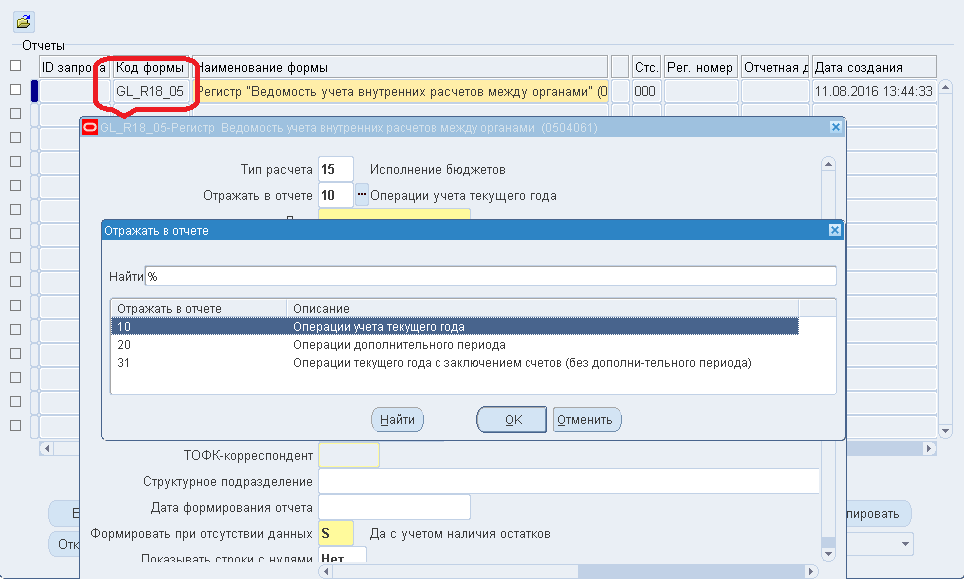 Отчеты
ID запроса Код формы Наименование формы Стс. Рег. номер Отчетная д Дата создания
GL_R18_05 Регистр "Ведомость учета внутренних расчетов между органами" (0 000 11.08.2016 13:44:33
GL_R18_05-Регистр Ведомость учета внутренних расчетов между органами (0504061)
Тип расчета 15 Исполнение бюджетов
Отражать в отчете 10 Операции учета текущего года
Отражать в отчете
Найти %
Отражать в отчете Описание
10 Операции учета текущего года
20 Операции дополнительного периода
31 Операции текущего года с заключением счетов (без дополни-тельного периода)
Найти OK Отменить
ТОФК-корреспондент
Структурное подразделение
Дата формирования отчета
Формировать при отсутствии данных S Да с учетом наличия остатков
Показывать строки с нулями Нет